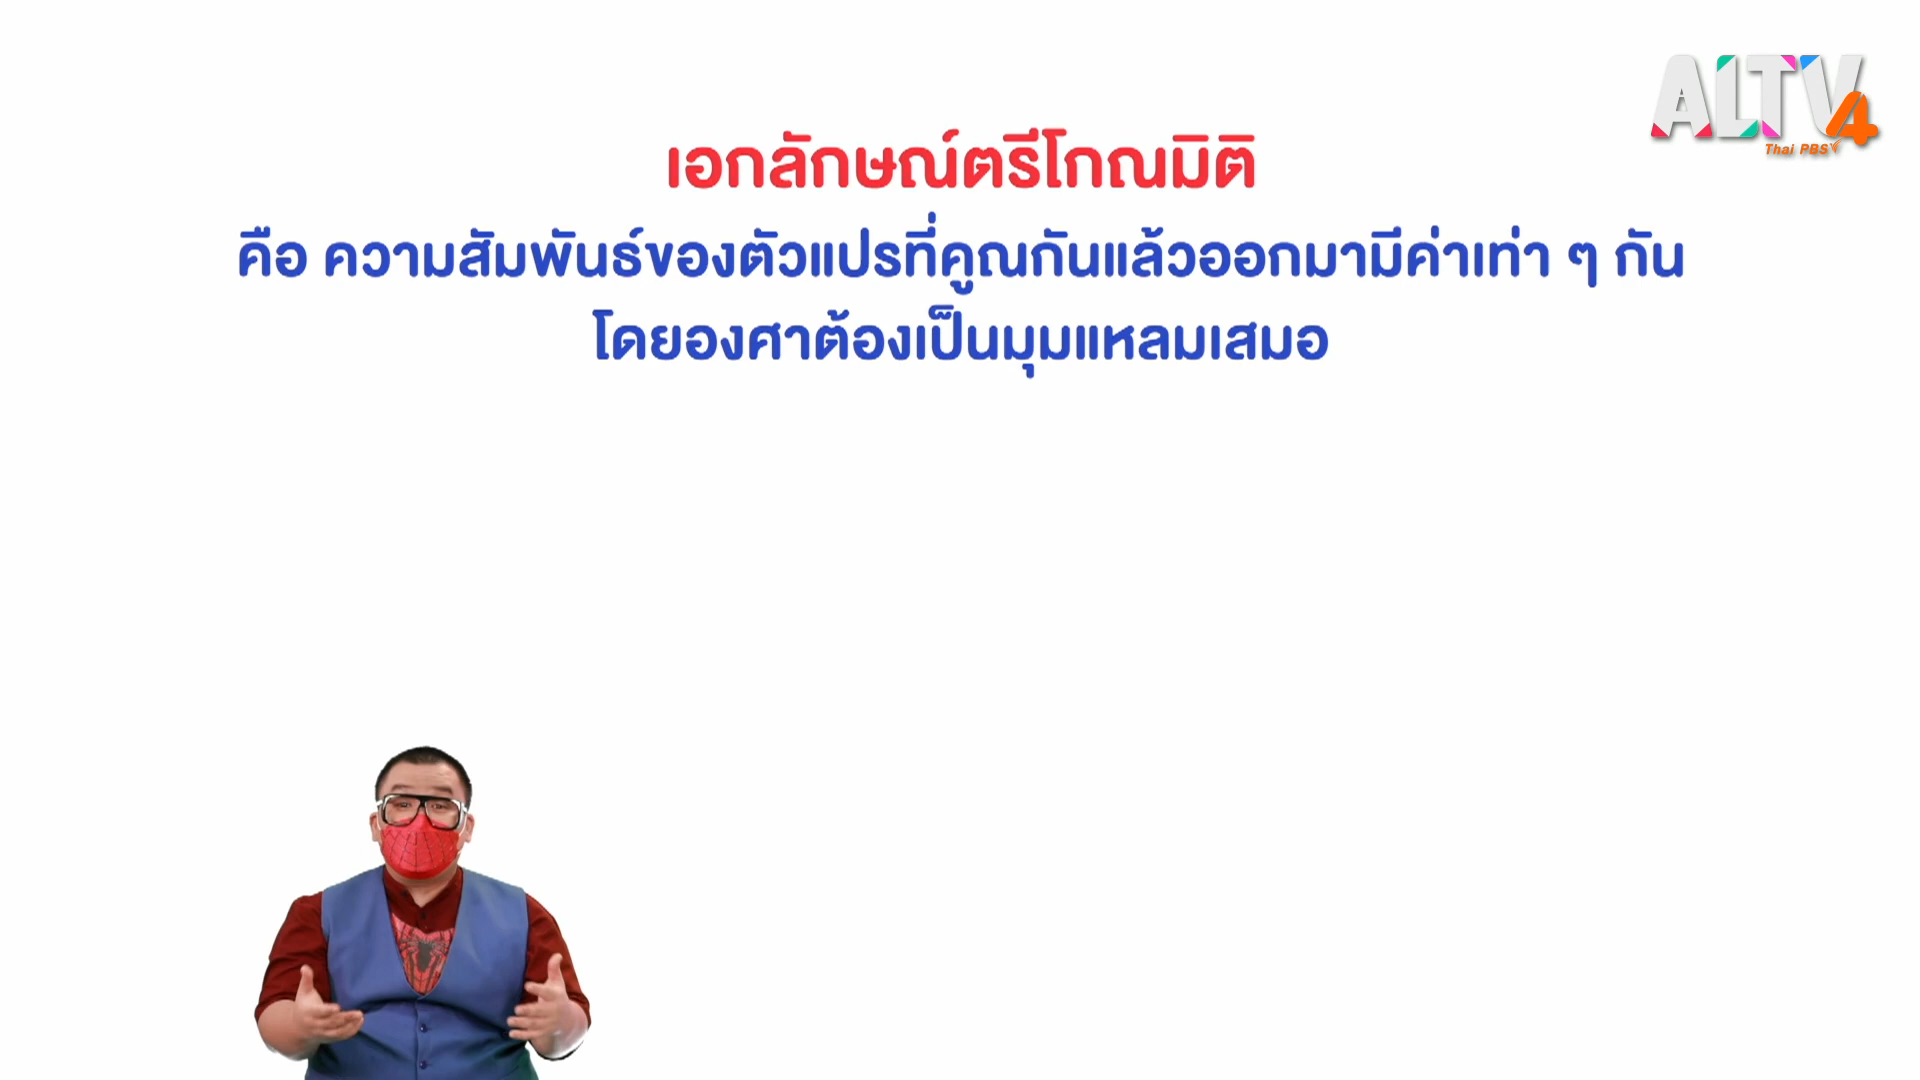 ALTV4
Thai PBS
เอกลักษณ์ตรีโกณมิติ
คือ ความสัมพันธ์ของตัวแปรที่คูณกันแล้วออกมามีค่าเท่า ๆ กัน
โดยองศาต้องเป็นมุมแหลมเสมอ